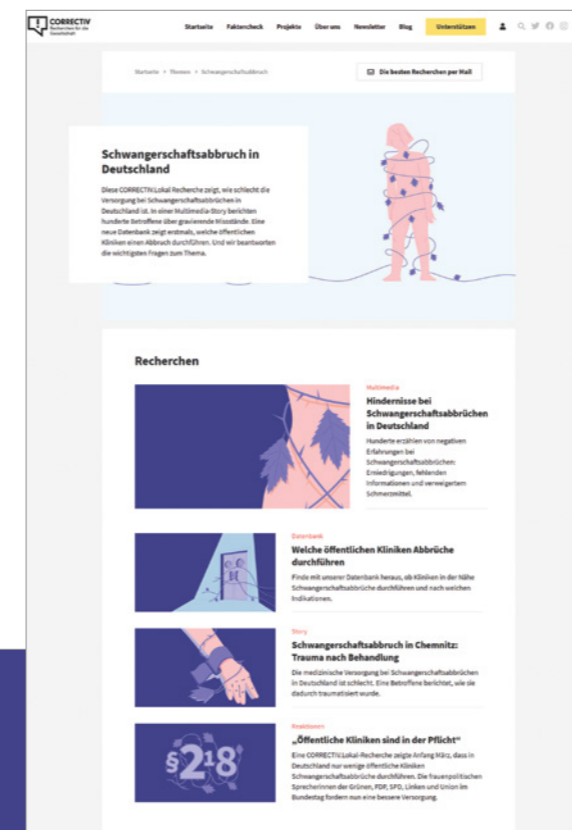 CORRECTIV
Recherchen für die
Gesellschaft
Startseite Faktencheck Projekte Über uns Newsletter Blog Unterstützen
Startseite > Themen > Schwangerschaftsabbruch
Die besten Recherchen per Mail
Schwangerschaftsabbruch in
Deutschland
Diese CORRECTIV.Lokal Recherche zeigt, wie schlecht die
Versorgung bei Schwangerschaftsabbrüchen in
Deutschland ist. In einer Multimedia-Story berichten
hunderte Betroffene über gravierende Missstände. Eine
neue Datenbank zeigt erstmals, welche öffentlichen
Kliniken einen Abbruch durchführen. Und wir beantworten
die wichtigsten Fragen zum Thema.
Recherchen
Multimedia
Hindernisse bei
Schwangerschaftsabbrüchen
in Deutschland
Hunderte erzählen von negativen
Erfahrungen bei
Schwangerschaftsabbrüchen:
Erniedrigungen, fehlenden
Informationen und verweigertem
Schmerzmittel.
Datenbank
Welche öffentlichen Kliniken Abbrüche
durchführen
Finde mit unserer Datenbank heraus, ob Kliniken in der Nähe
Schwangerschaftsabbrüche durchführen und nach welchen
Indikationen.
Story
Schwangerschaftsabbruch in Chemnitz:
Trauma nach Behandlung
Die medizinische Versorgung bei Schwangerschaftsabbrüchen
in Deutschland ist schlecht. Eine Betroffene berichtet, wie sie
dadurch traumatisiert wurde.
§218
Reaktionen
„Öffentliche Kliniken sind in der Pflicht“
Eine CORRECTIV.Lokal-Recherche zeigte Anfang März, dass in
Deutschland nur wenige öffentliche Kliniken
Schwangerschaftsabbrüche durchführen. Die frauenpolitischen
Sprecherinnen der Grünen, FDP, SPD, Linken und Union im
Bundestag fordern nun eine bessere Versorgung.